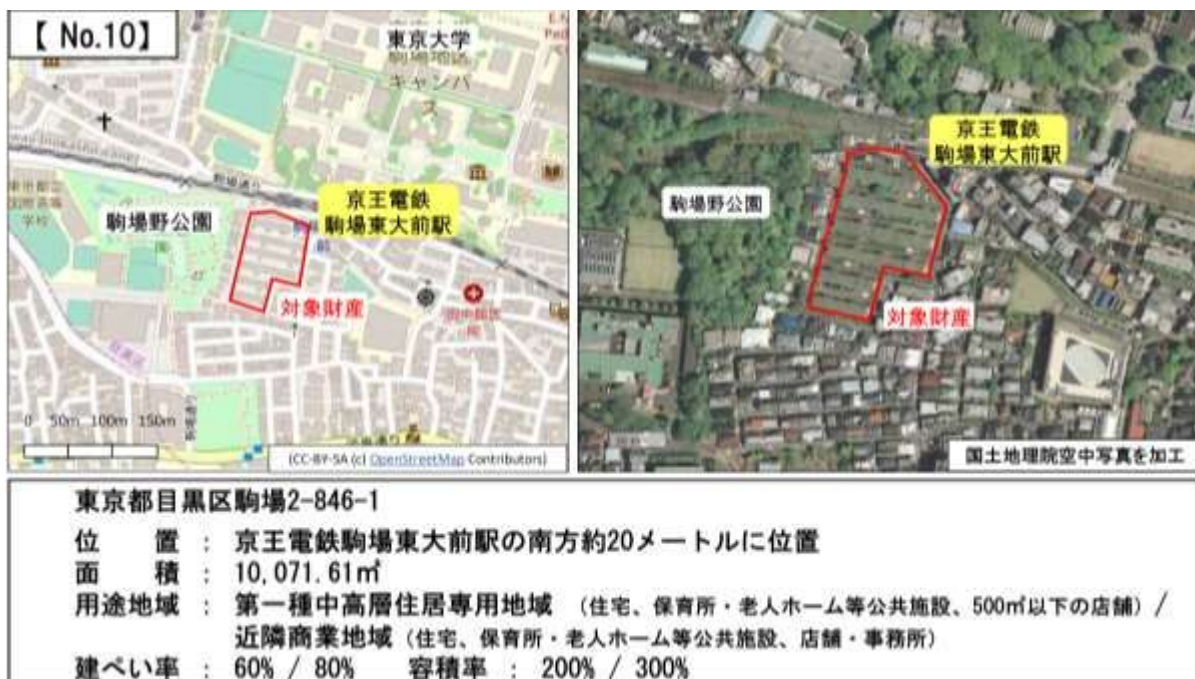 【 No.10】
東京大学
駒場地区
キャンパ
ス
駒場通り
京王電鉄
駒場東大前駅
駒場野公園
学校
対象財産
0 50m 100m 150m
(CC-BY-SA (c) OpenStreetMap Contributors)
京王電鉄
駒場東大前駅
駒場野公園
対象財産
国土地理院空中写真を加工
東京都目黒区駒場2-846-1
位　　置 ： 京王電鉄駒場東大前駅の南方約20メートルに位置
面　　積 ： 10,071.61㎡
用途地域 ： 第一種中高層住居専用地域 （住宅、保育所・老人ホーム等公共施設、500㎡以下の店舗）/
近隣商業地域（住宅、保育所・老人ホーム等公共施設、店舗・事務所）
建ぺい率 ： 60% / 80%　　容積率 ： 200% / 300%